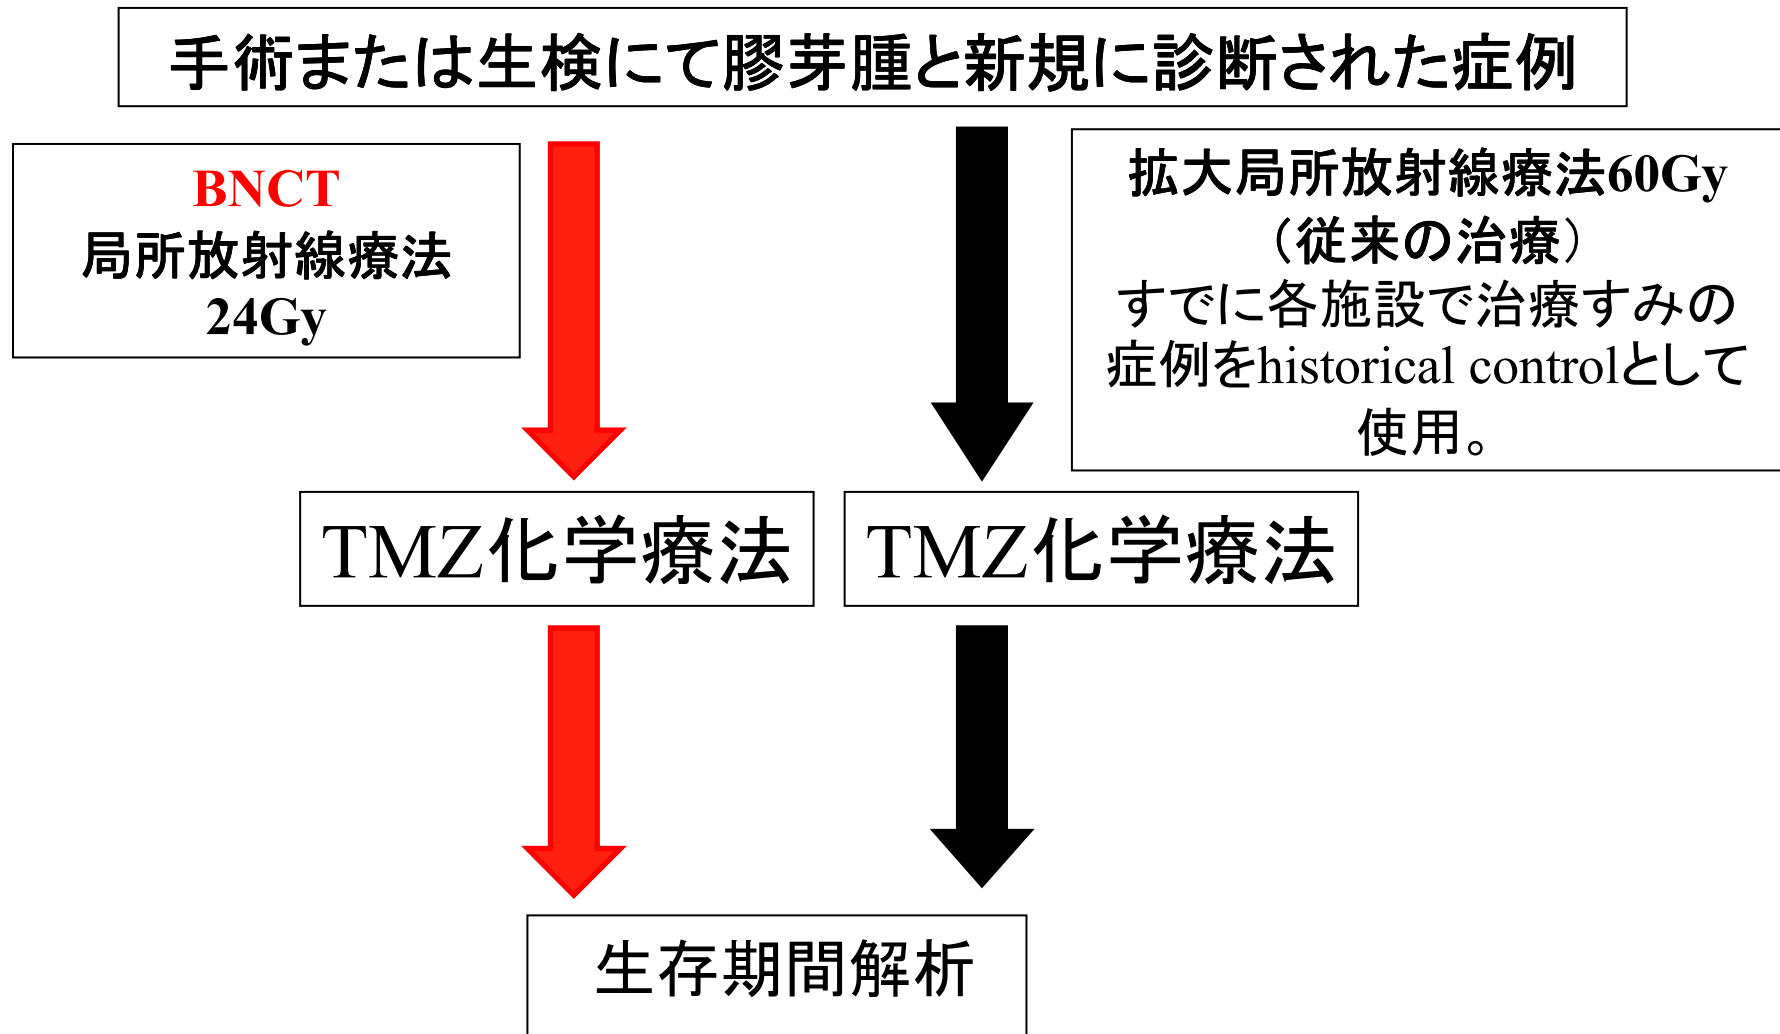 手術または生検にて膠芽腫と新規に診断された症例
BNCT
局所放射線療法
24Gy
拡大局所放射線療法60Gy
（従来の治療）
すでに各施設で治療すみの
症例をhistorical controlとして
使用。
TMZ化学療法
TMZ化学療法
生存期間解析